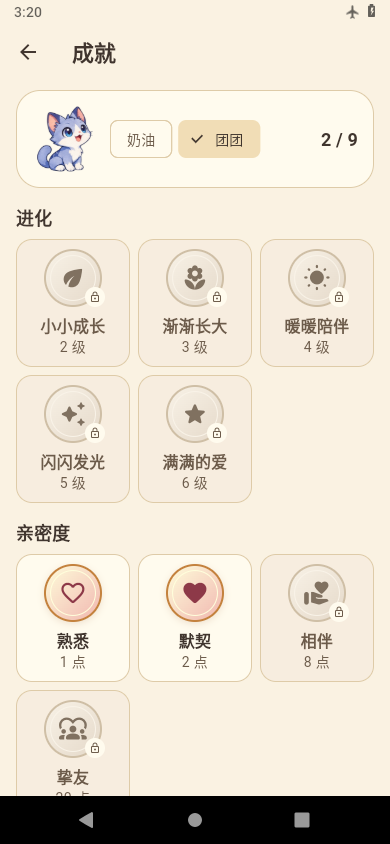 3:20
成就
奶油
团团
2 / 9
进化
小小成长
2 级
渐渐长大
3 级
暖暖陪伴
4 级
闪闪发光
5 级
满满的爱
6 级
亲密度
熟悉
1 点
默契
2 点
相伴
8 点
挚友